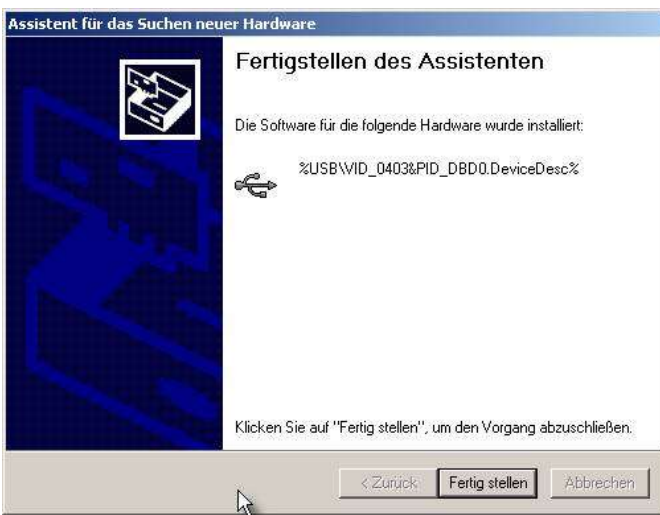 Assistent für das Suchen neuer Hardware
Fertigstellen des Assistenten
Die Software für die folgende Hardware wurde installiert:
%USB\VID_0403&PID_DBD0.DeviceDesc%
Klicken Sie auf "Fertig stellen", um den Vorgang abzuschließen.
< Zurück Fertig stellen Abbrechen